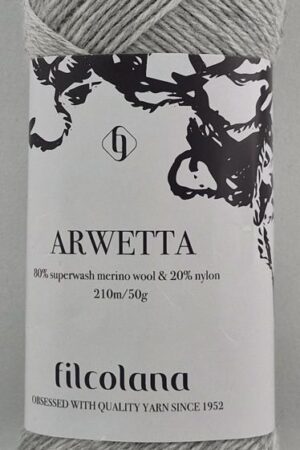 ARWETTA
80% superwash merino wool & 20% nylon
210m/50g
filcolana
OBSESSED WITH QUALITY YARN SINCE 1952